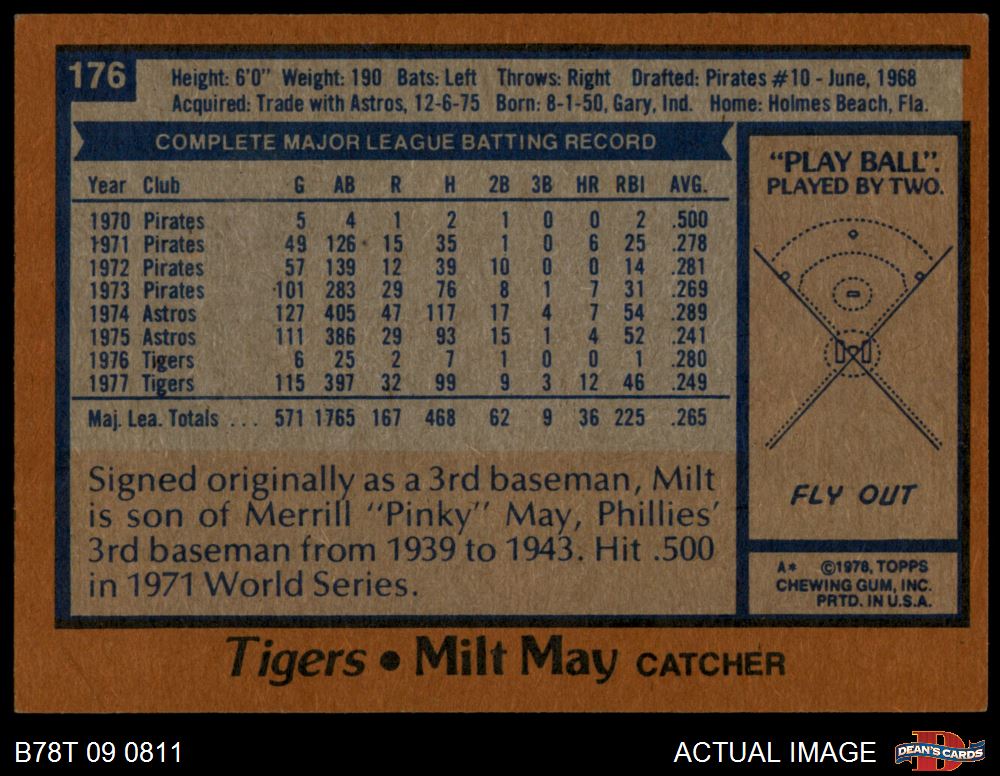 176
Height: 6'0" Weight: 190 Bats: Left Throws: Right Drafted: Pirates #10 - June, 1968
Acquired: Trade with Astros, 12-6-75 Born: 8-1-50, Gary, Ind. Home: Holmes Beach, Fla.
COMPLETE MAJOR LEAGUE BATTING RECORD
Year Club G AB R H 2B 3B HR RBI AVG.
1970 Pirates 5 4 1 2 1 0 0 2 .500
1971 Pirates 49 126 15 35 1 0 6 25 .278
1972 Pirates 57 139 12 39 10 0 0 14 .281
1973 Pirates 101 283 29 76 8 1 7 31 .269
1974 Astros 127 405 47 117 17 4 7 54 .289
1975 Astros 111 386 29 93 15 1 4 52 .241
1976 Tigers 6 25 2 7 1 0 0 1 .280
1977 Tigers 115 397 32 99 9 3 12 46 .249
Maj. Lea. Totals ... 571 1765 167 468 62 9 36 225 .265
Signed originally as a 3rd baseman, Milt
is son of Merrill "Pinky" May, Phillies'
3rd baseman from 1939 to 1943. Hit .500
in 1971 World Series.
"PLAY BALL".
PLAYED BY TWO.
FLY OUT
A* ©1978, TOPPS
CHEWING GUM, INC.
PRTD. IN U.S.A.
Tigers • Milt May CATCHER
B78T 09 0811
ACTUAL IMAGE
DEAN'S CARDS